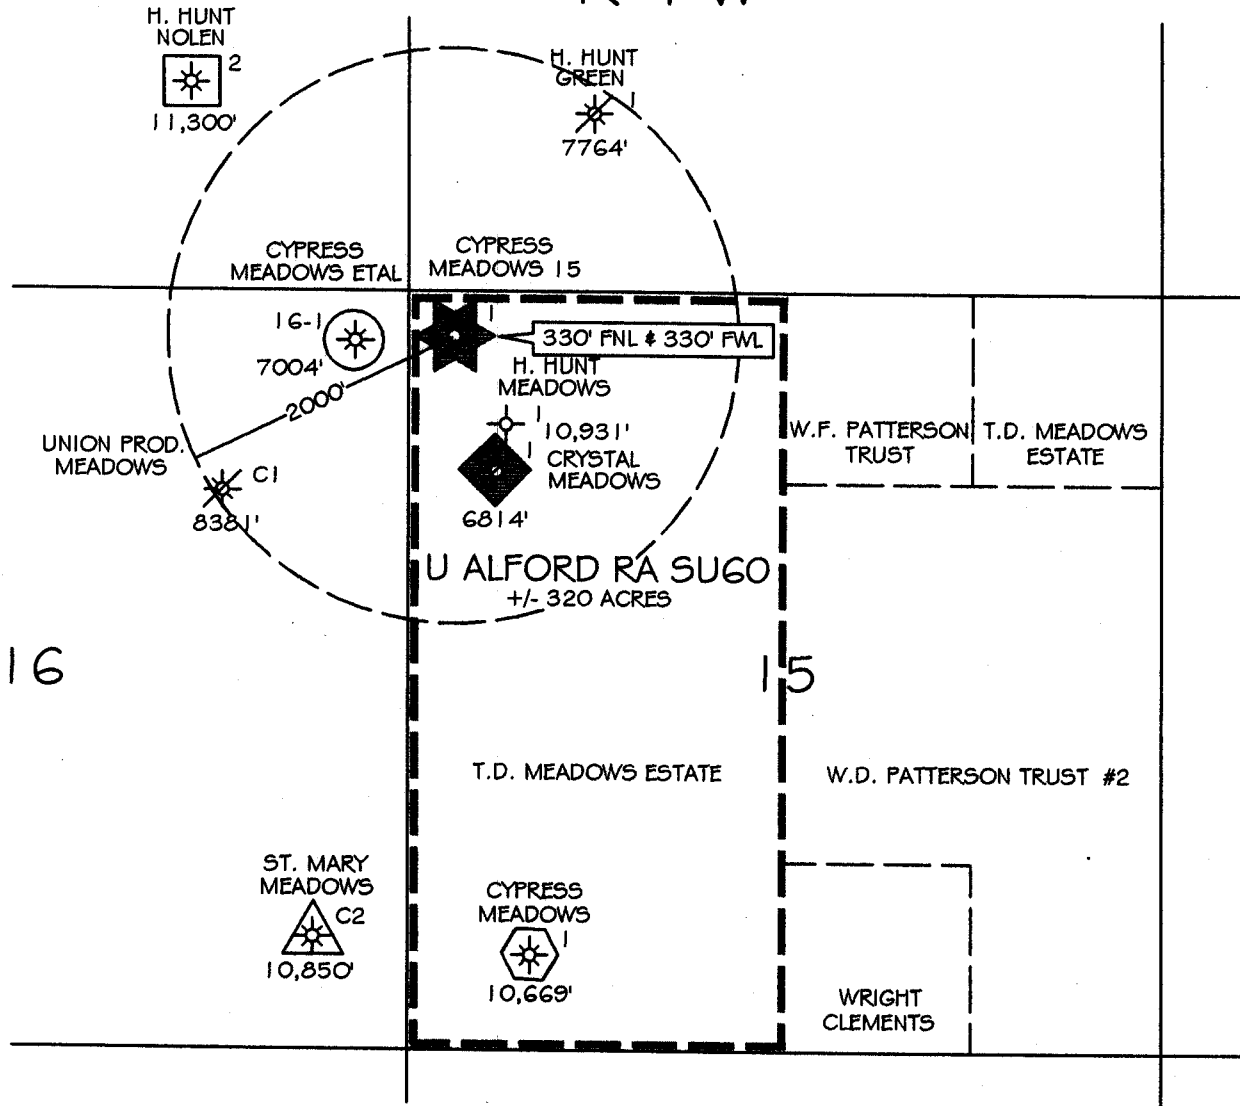 H. HUNT
NOLEN
2
11,300'
H. HUNT
GREEN
1
7764'
CYPRESS
MEADOWS ETAL
CYPRESS
MEADOWS 15
16-1
7004'
1
330' FNL & 330' FWL
2000'
H. HUNT
MEADOWS
1
10,931'
UNION PROD.
MEADOWS
C1
8381'
1
CRYSTAL
MEADOWS
6814'
W.F. PATTERSON
TRUST
T.D. MEADOWS
ESTATE
U ALFORD RA SU60
+/- 320 ACRES
16
15
T.D. MEADOWS ESTATE
W.D. PATTERSON TRUST #2
ST. MARY
MEADOWS
C2
10,850'
CYPRESS
MEADOWS
1
10,669'
WRIGHT
CLEMENTS